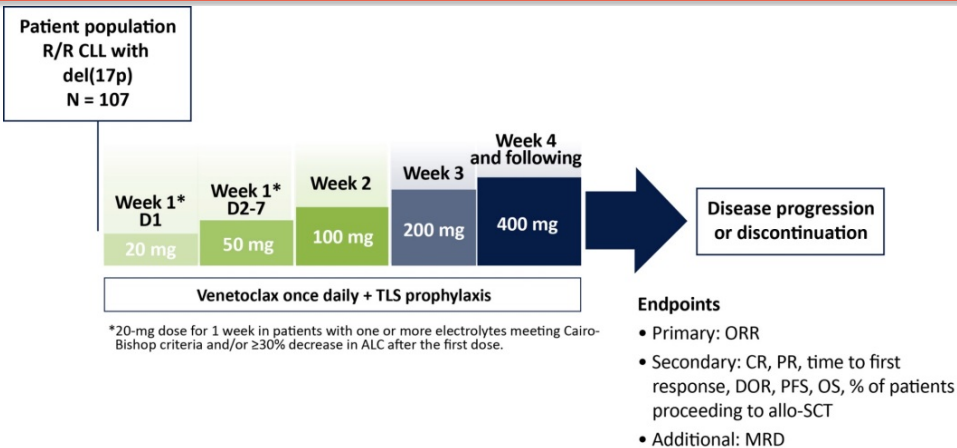 Patient population
R/R CLL with
del(17p)
N = 107
Week 1*
D1
20 mg
Week 1*
D2-7
50 mg
Week 2
100 mg
Week 3
200 mg
Week 4
and following
400 mg
Disease progression
or discontinuation
Venetoclax once daily + TLS prophylaxis
*20-mg dose for 1 week in patients with one or more electrolytes meeting Cairo-
Bishop criteria and/or ≥30% decrease in ALC after the first dose.
Endpoints
• Primary: ORR
• Secondary: CR, PR, time to first
response, DOR, PFS, OS, % of patients
proceeding to allo-SCT
• Additional: MRD